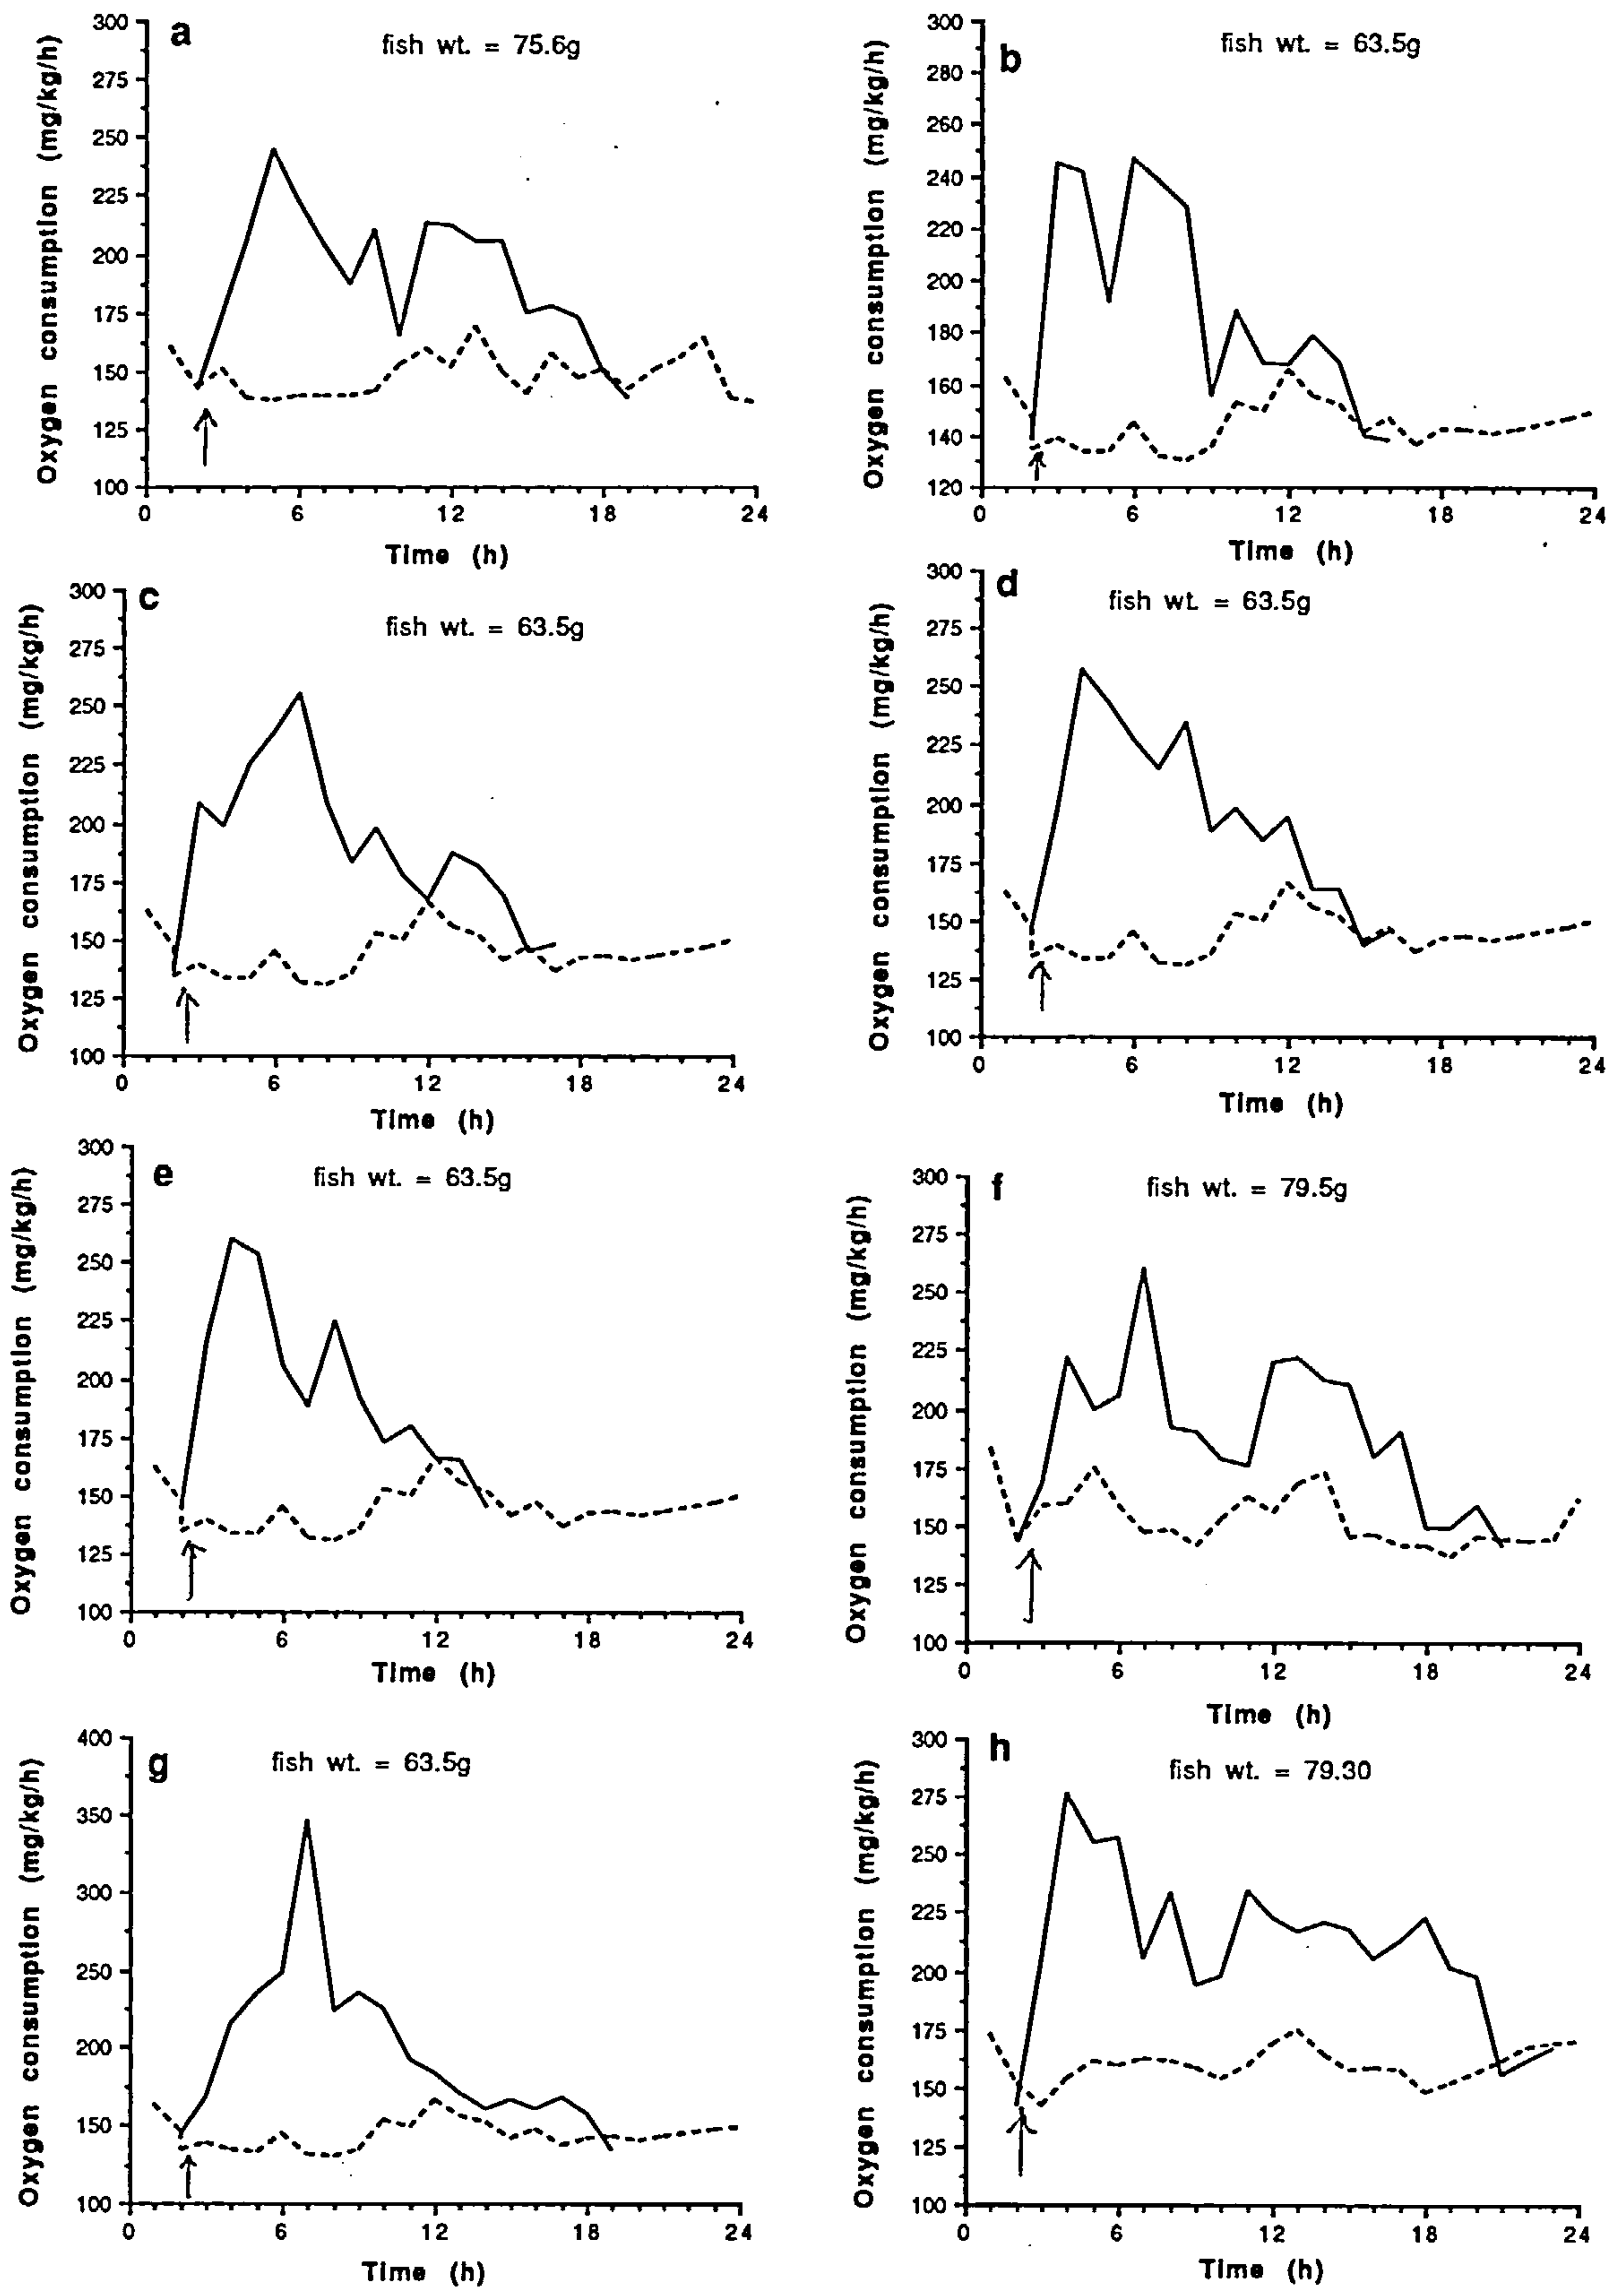 a
fish wt. = 75.6g
Oxygen consumption (mg/kg/h)
300
275
250
225
200
175
150
125
100
0 6 12 18 24
Time (h)
b
fish wt. = 63.5g
Oxygen consumption (mg/kg/h)
300
280
260
240
220
200
180
160
140
120
0 6 12 18 24
Time (h)
c
fish wt. = 63.5g
Oxygen consumption (mg/kg/h)
300
275
250
225
200
175
150
125
100
0 6 12 18 24
Time (h)
d
fish wt. = 63.5g
Oxygen consumption (mg/kg/h)
300
275
250
225
200
175
150
125
100
0 6 12 18 24
Time (h)
e
fish wt. = 63.5g
Oxygen consumption (mg/kg/h)
300
275
250
225
200
175
150
125
100
0 6 12 18 24
Time (h)
f
fish wt. = 79.5g
Oxygen consumption (mg/kg/h)
300
275
250
225
200
175
150
125
100
0 6 12 18 24
Time (h)
g
fish wt. = 63.5g
Oxygen consumption (mg/kg/h)
400
350
300
250
200
150
100
0 6 12 18 24
Time (h)
h
fish wt. = 79.30
Oxygen consumption (mg/kg/h)
300
275
250
225
200
175
150
125
100
0 6 12 18 24
Time (h)